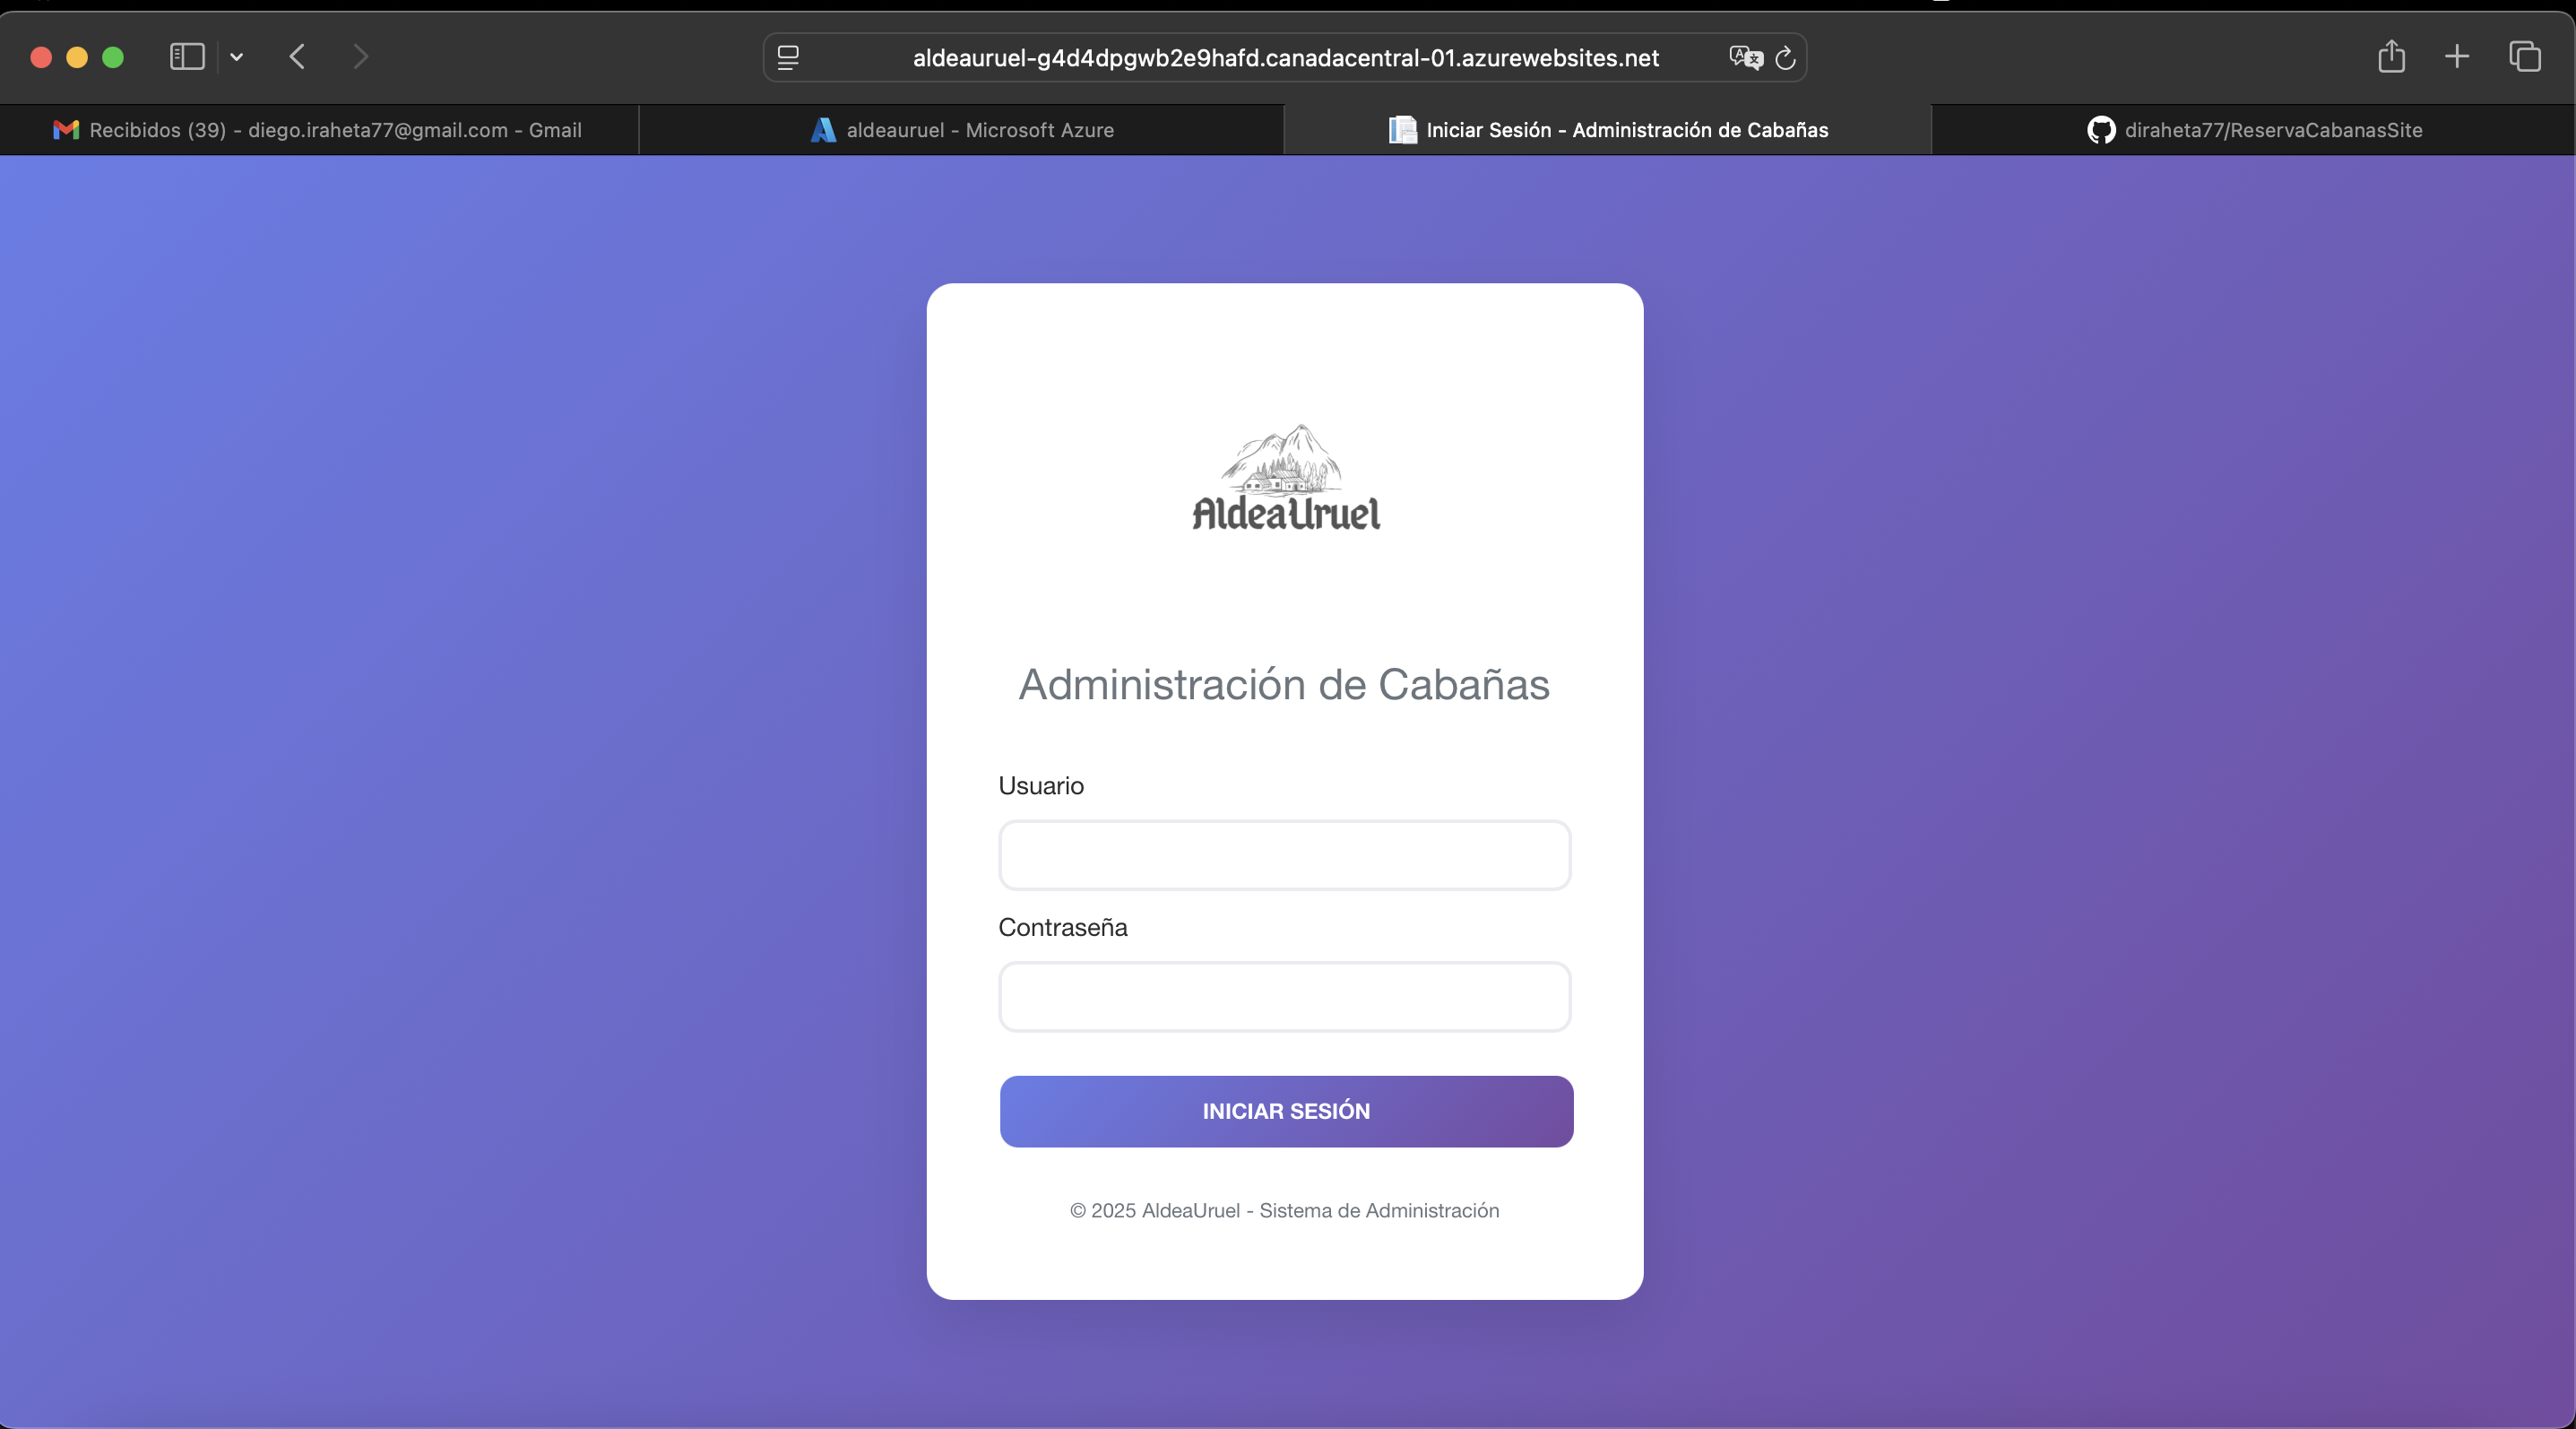 aldeauruel-g4d4dpgwb2e9hafd.canadacentral-01.azurewebsites.net
Recibidos (39) - diego.iraheta77@gmail.com - Gmail
aldeauruel - Microsoft Azure
Iniciar Sesión - Administración de Cabañas
diraheta77/ReservaCabanasSite
AldeaUruel
Administración de Cabañas
Usuario
Contraseña
INICIAR SESIÓN
© 2025 AldeaUruel - Sistema de Administración